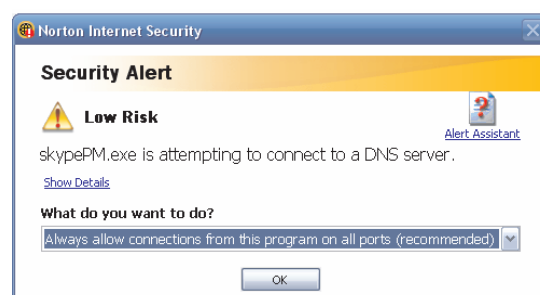 Norton Internet Security
Security Alert
Low Risk
Alert Assistant
skypePM.exe is attempting to connect to a DNS server.
Show Details
What do you want to do?
Always allow connections from this program on all ports (recommended)
OK